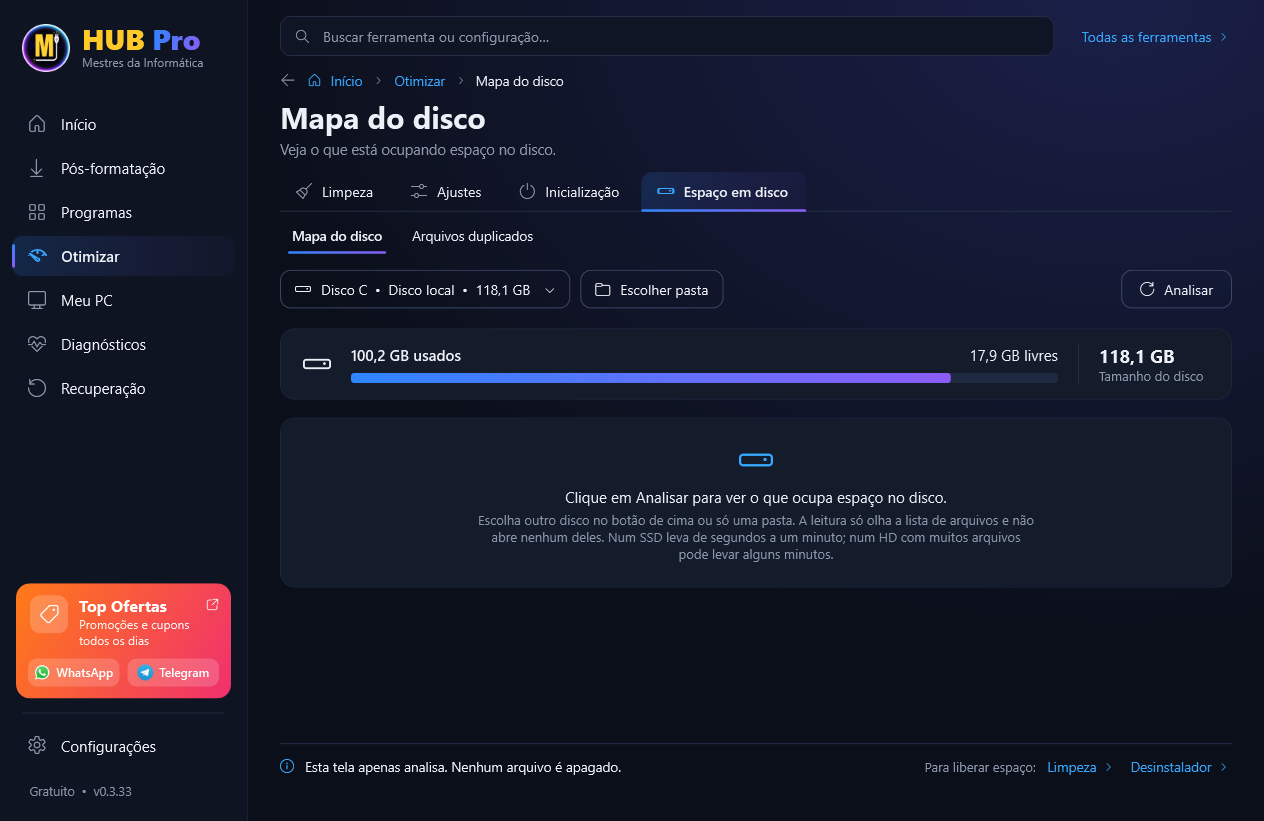 HUB Pro
Mestres da Informática
Início
Pós-formatação
Programas
Otimizar
Meu PC
Diagnósticos
Recuperação
Top Ofertas
Promoções e cupons
todos os dias
WhatsApp
Telegram
Configurações
Gratuito • v0.3.33
Buscar ferramenta ou configuração...
Todas as ferramentas
Início
Otimizar
Mapa do disco
Mapa do disco
Veja o que está ocupando espaço no disco.
Limpeza
Ajustes
Inicialização
Espaço em disco
Mapa do disco
Arquivos duplicados
Disco C • Disco local • 118,1 GB
Escolher pasta
Analisar
100,2 GB usados
17,9 GB livres
118,1 GB
Tamanho do disco
Clique em Analisar para ver o que ocupa espaço no disco.
Escolha outro disco no botão de cima ou só uma pasta. A leitura só olha a lista de arquivos e não
abre nenhum deles. Num SSD leva de segundos a um minuto; num HD com muitos arquivos
pode levar alguns minutos.
Esta tela apenas analisa. Nenhum arquivo é apagado.
Para liberar espaço:
Limpeza
Desinstalador